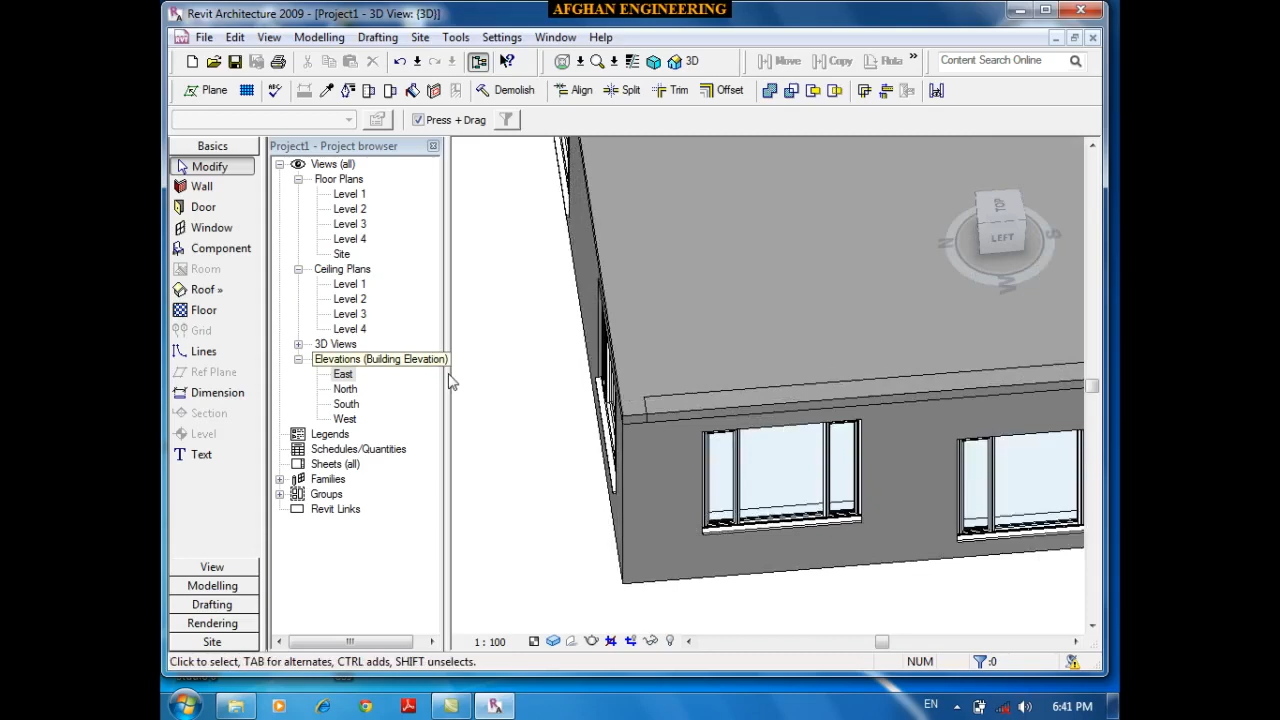 AFGHAN ENGINEERING
Revit Architecture 2009 - [Project1 - 3D View: {3D}]
File Edit View Modelling Drafting Site Tools Settings Window Help
3D Move Copy Rota » Content Search Online
Plane Demolish Align Split Trim Offset
Press + Drag
Basics
Modify
Wall
Door
Window
Component
Room
Roof »
Floor
Grid
Lines
Ref Plane
Dimension
Section
Level
Text
View
Modelling
Drafting
Rendering
Site
Project1 - Project browser
Views (all)
Floor Plans
Level 1
Level 2
Level 3
Level 4
Site
Ceiling Plans
Level 1
Level 2
Level 3
Level 4
3D Views
Elevations (Building Elevation)
East
North
South
West
Legends
Schedules/Quantities
Sheets (all)
Families
Groups
Revit Links
TOP
LEFT
N
S
W
1 : 100
Click to select, TAB for alternates, CTRL adds, SHIFT unselects.
NUM
:0
EN
6:41 PM